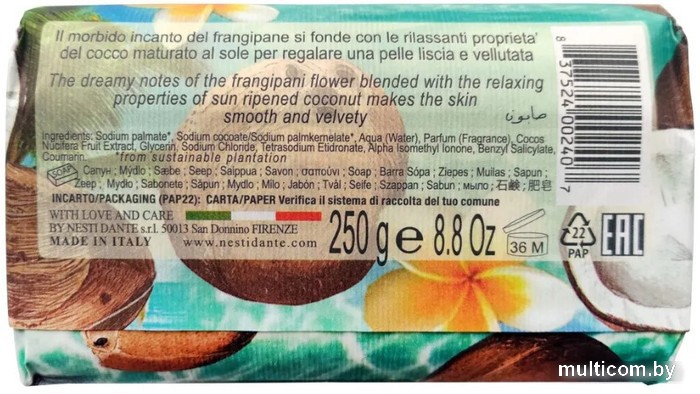 Il morbido incanto del frangipane si fonde con le rilassanti proprieta'
del cocco maturato al sole per regalare una pelle liscia e vellutata
The dreamy notes of the frangipani flower blended with the relaxing
properties of sun ripened coconut makes the skin
smooth and velvety
صابون
Ingredients: Sodium palmate*, Sodium cocoate/Sodium palmkernelate*, Aqua (Water), Parfum (Fragrance), Cocos
Nucifera Fruit Extract, Glycerin, Sodium Chloride, Tetrasodium Etidronate, Alpha Isomethyl Ionone, Benzyl Salicylate,
Coumarin. *from sustainable plantation
SOAP Сапун / Mýdlo / Sæbe / Seep / Saippua / Savon / σαπούνι / Soap / Barra Sópa / Ziepes / Muilas / Sapun /
Zeep / Mydło / Sabonete / Săpun / Mydlo / Milo / Jabón / Tvål / Seife / Szappan / Sabun / мыло / 石鹸 / 肥皂
INCARTO/PACKAGING (PAP22): CARTA/PAPER Verifica il sistema di raccolta del tuo comune
WITH LOVE AND CARE
BY NESTI DANTE s.r.l. 50013 San Donnino FIRENZE
MADE IN ITALY www.nestidante.com
250 g e 8.8 Oz
36 M
22
PAP
EAC
8 37524 00240 7
multicom.by